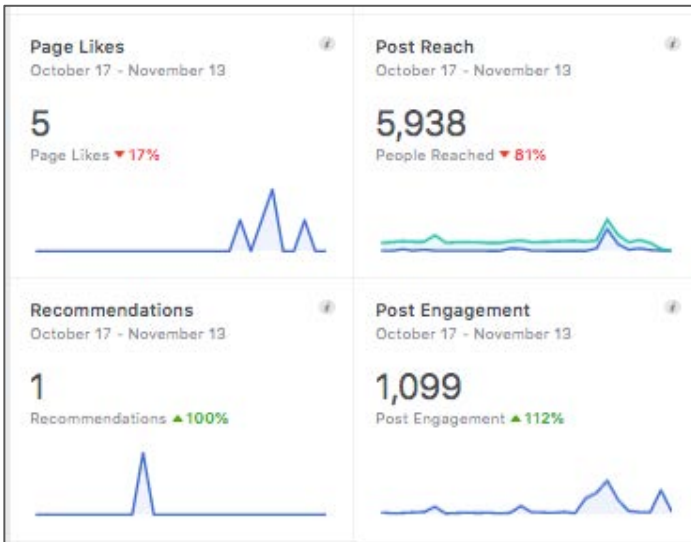 Page Likes
October 17 - November 13
5
Page Likes ▼ 17%
Post Reach
October 17 - November 13
5,938
People Reached ▼ 81%
Recommendations
October 17 - November 13
1
Recommendations ▲ 100%
Post Engagement
October 17 - November 13
1,099
Post Engagement ▲ 112%